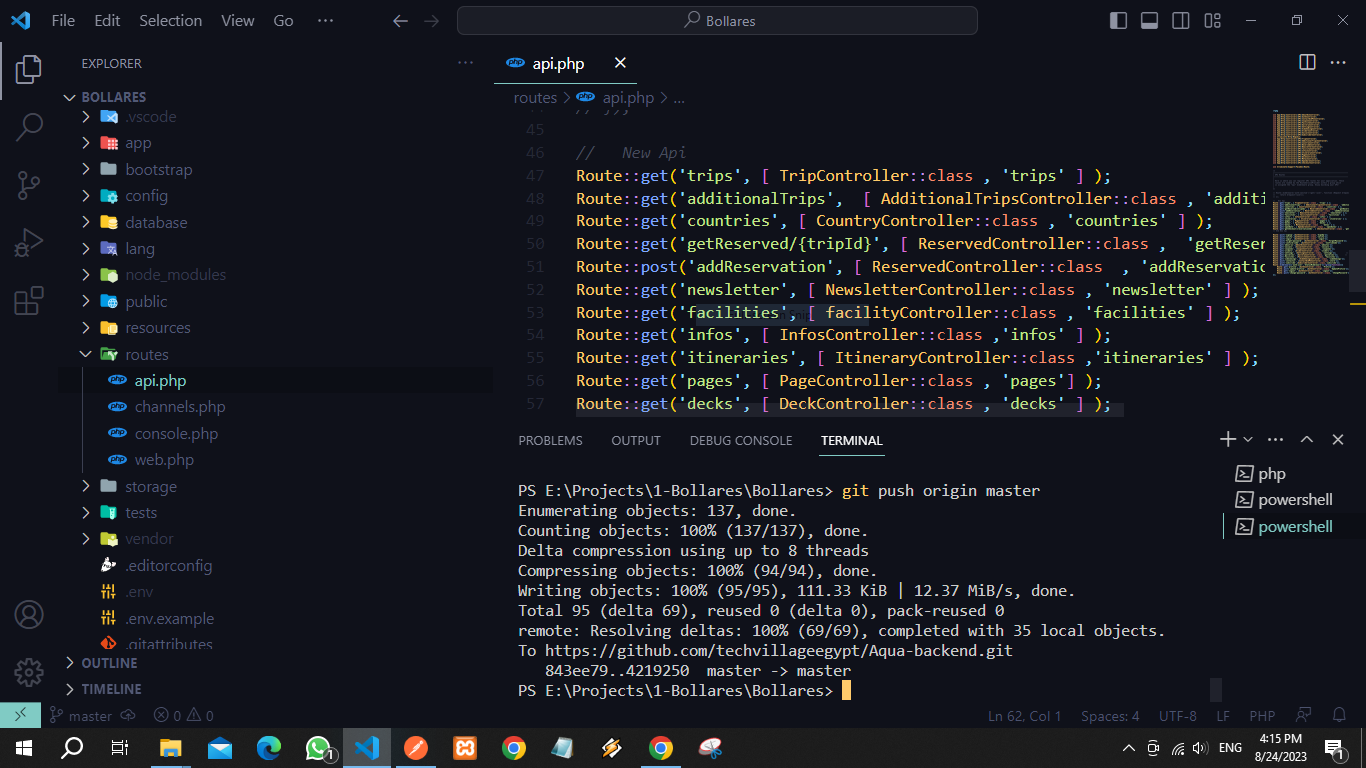 File Edit Selection View Go ···
Bollares
EXPLORER
BOLLARES
.vscode
app
bootstrap
config
database
lang
node_modules
public
resources
routes
api.php
channels.php
console.php
web.php
storage
tests
vendor
.editorconfig
.env
.env.example
.gitattributes
OUTLINE
TIMELINE
api.php
routes > api.php > ...
45
46 // New Api
47 Route::get('trips', [ TripController::class , 'trips' ] );
48 Route::get('additionalTrips', [ AdditionalTripsController::class , 'additi
49 Route::get('countries', [ CountryController::class , 'countries' ] );
50 Route::get('getReserved/{tripId}', [ ReservedController::class , 'getReser
51 Route::post('addReservation', [ ReservedController::class , 'addReservatio
52 Route::get('newsletter', [ NewsletterController::class , 'newsletter' ] );
53 Route::get('facilities', [ facilityController::class , 'facilities' ] );
54 Route::get('infos', [ InfosController::class ,'infos' ] );
55 Route::get('itineraries', [ ItineraryController::class ,'itineraries' ] );
56 Route::get('pages', [ PageController::class , 'pages'] );
57 Route::get('decks', [ DeckController::class , 'decks' ] );
PROBLEMS OUTPUT DEBUG CONSOLE TERMINAL
php
powershell
powershell
PS E:\Projects\1-Bollares\Bollares> git push origin master
Enumerating objects: 137, done.
Counting objects: 100% (137/137), done.
Delta compression using up to 8 threads
Compressing objects: 100% (94/94), done.
Writing objects: 100% (95/95), 111.33 KiB | 12.37 MiB/s, done.
Total 95 (delta 69), reused 0 (delta 0), pack-reused 0
remote: Resolving deltas: 100% (69/69), completed with 35 local objects.
To https://github.com/techvillageegypt/Aqua-backend.git
843ee79..4219250 master -> master
PS E:\Projects\1-Bollares\Bollares>
master 0 0 Ln 62, Col 1 Spaces: 4 UTF-8 LF PHP
1 ENG 4:15 PM 1
8/24/2023